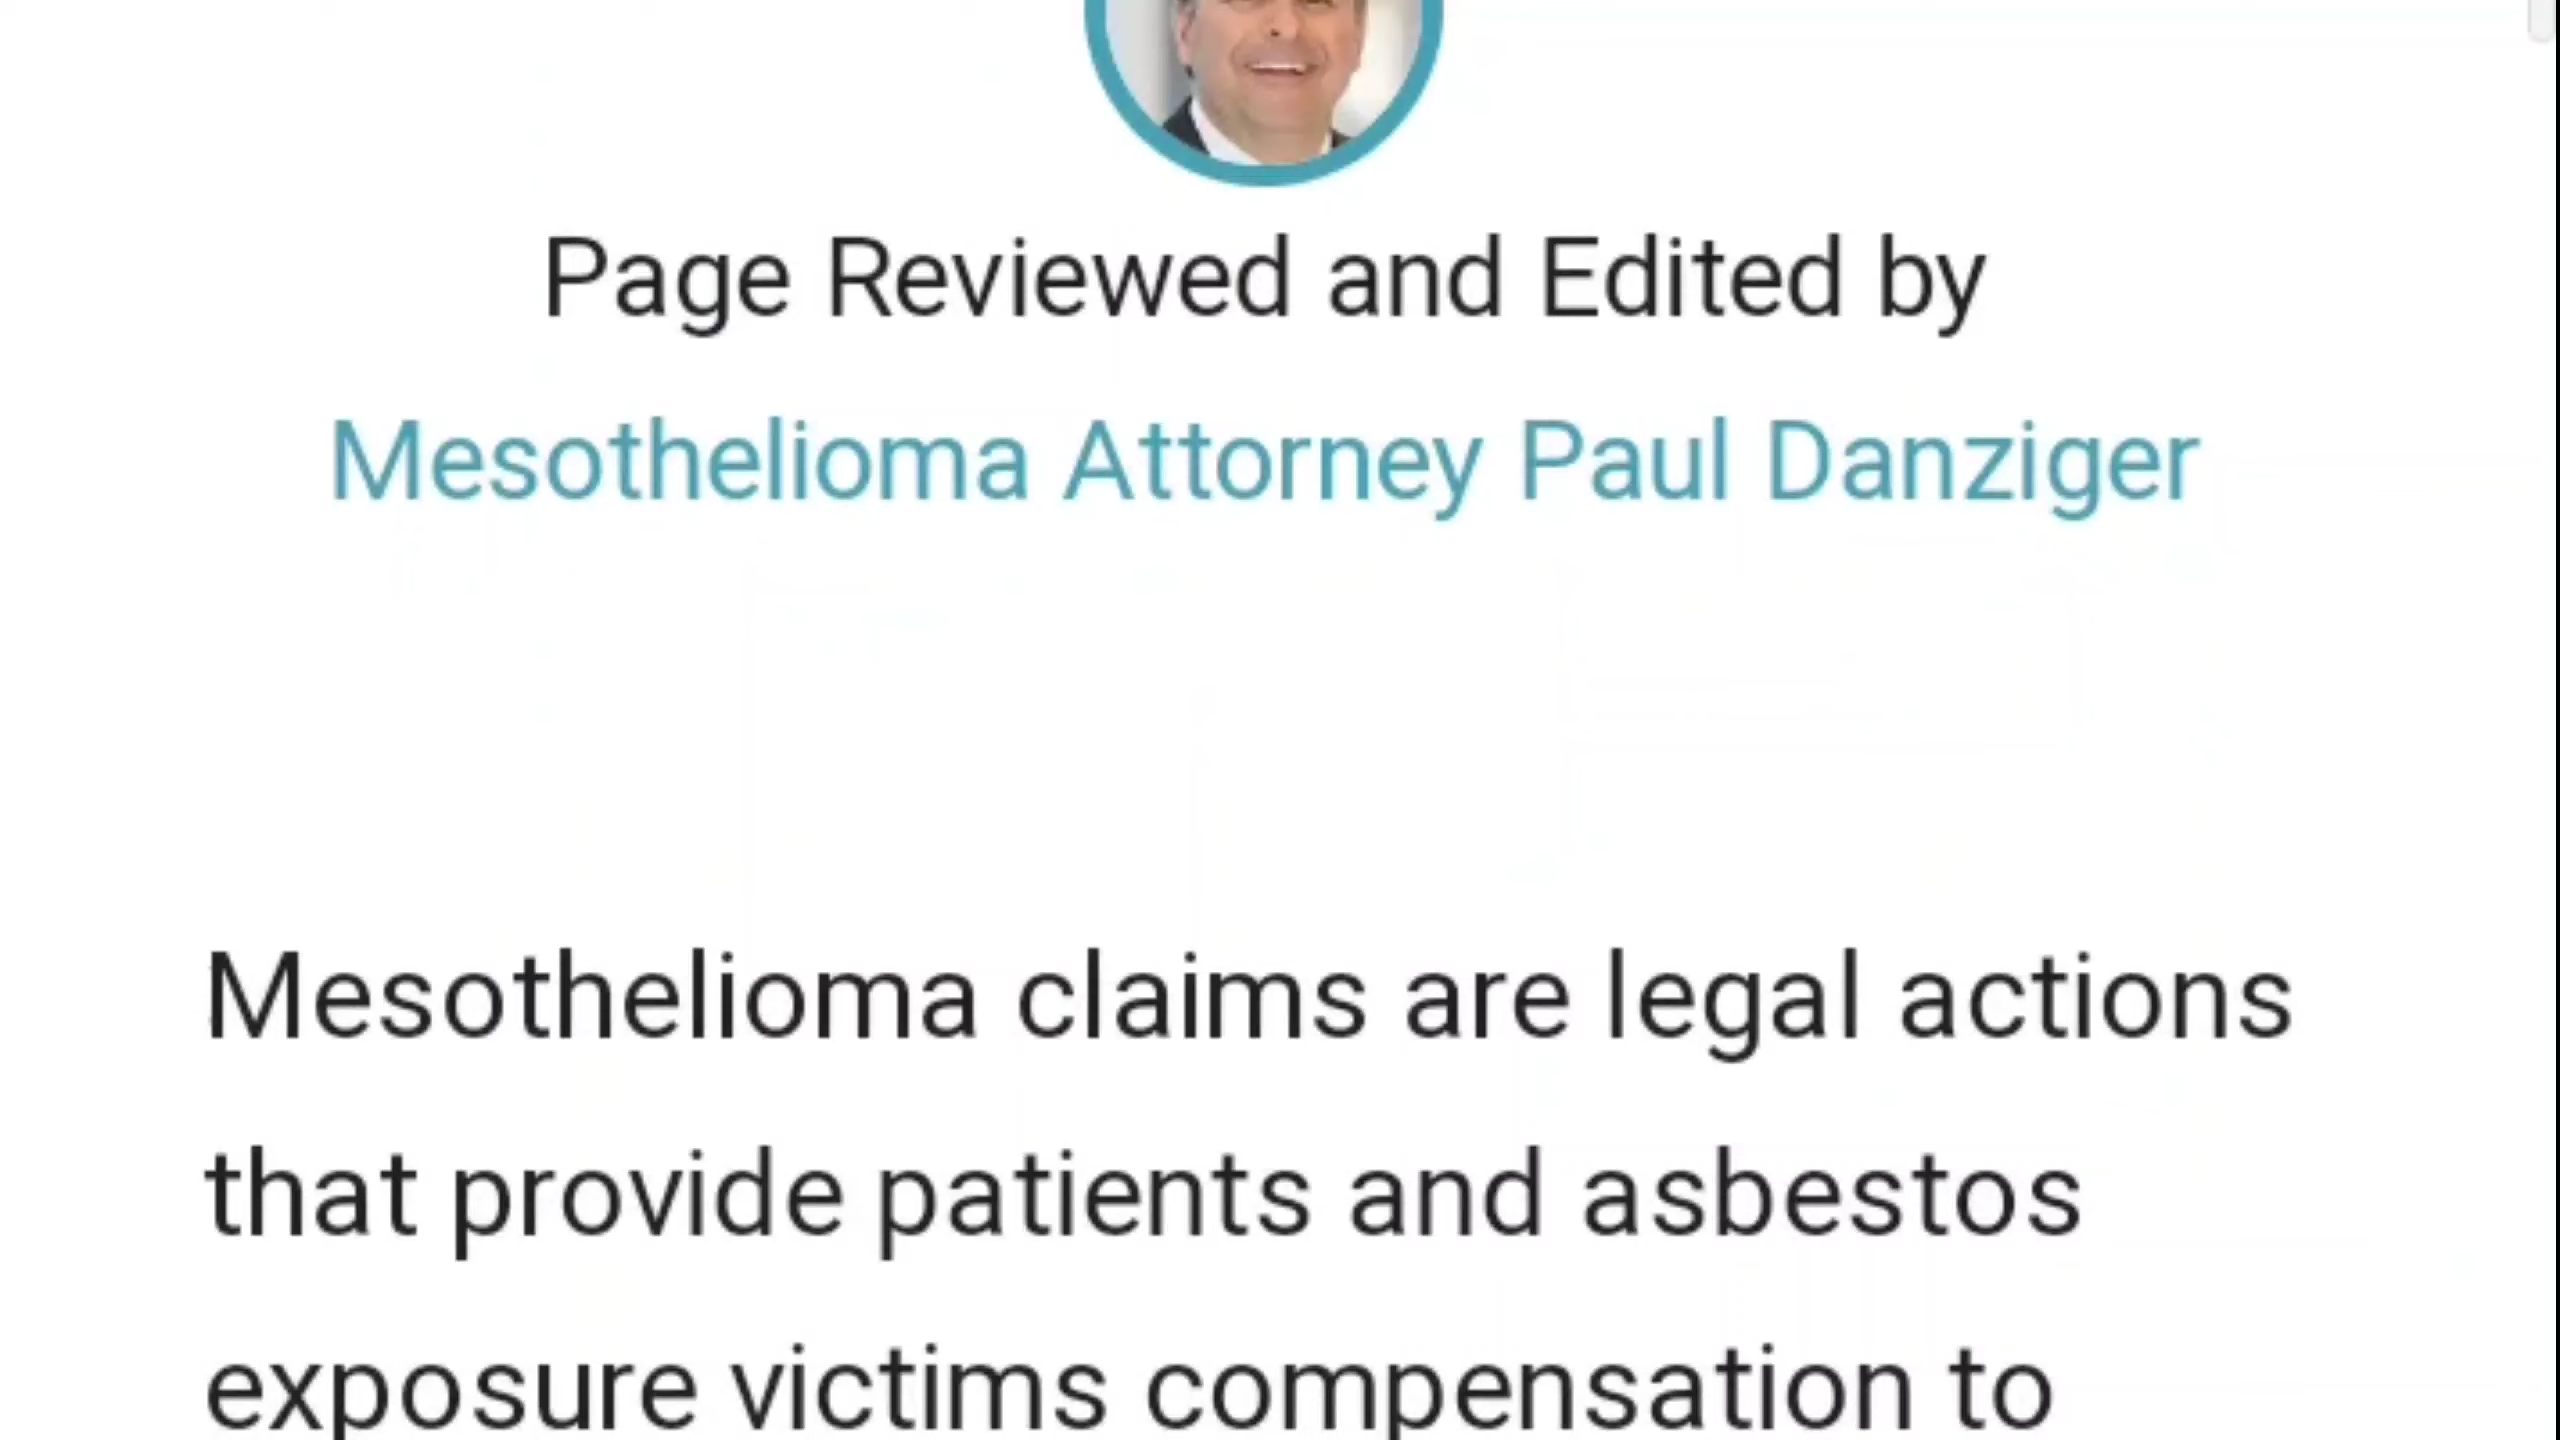 Page Reviewed and Edited by
Mesothelioma Attorney Paul Danziger
Mesothelioma claims are legal actions
that provide patients and asbestos
exposure victims compensation to